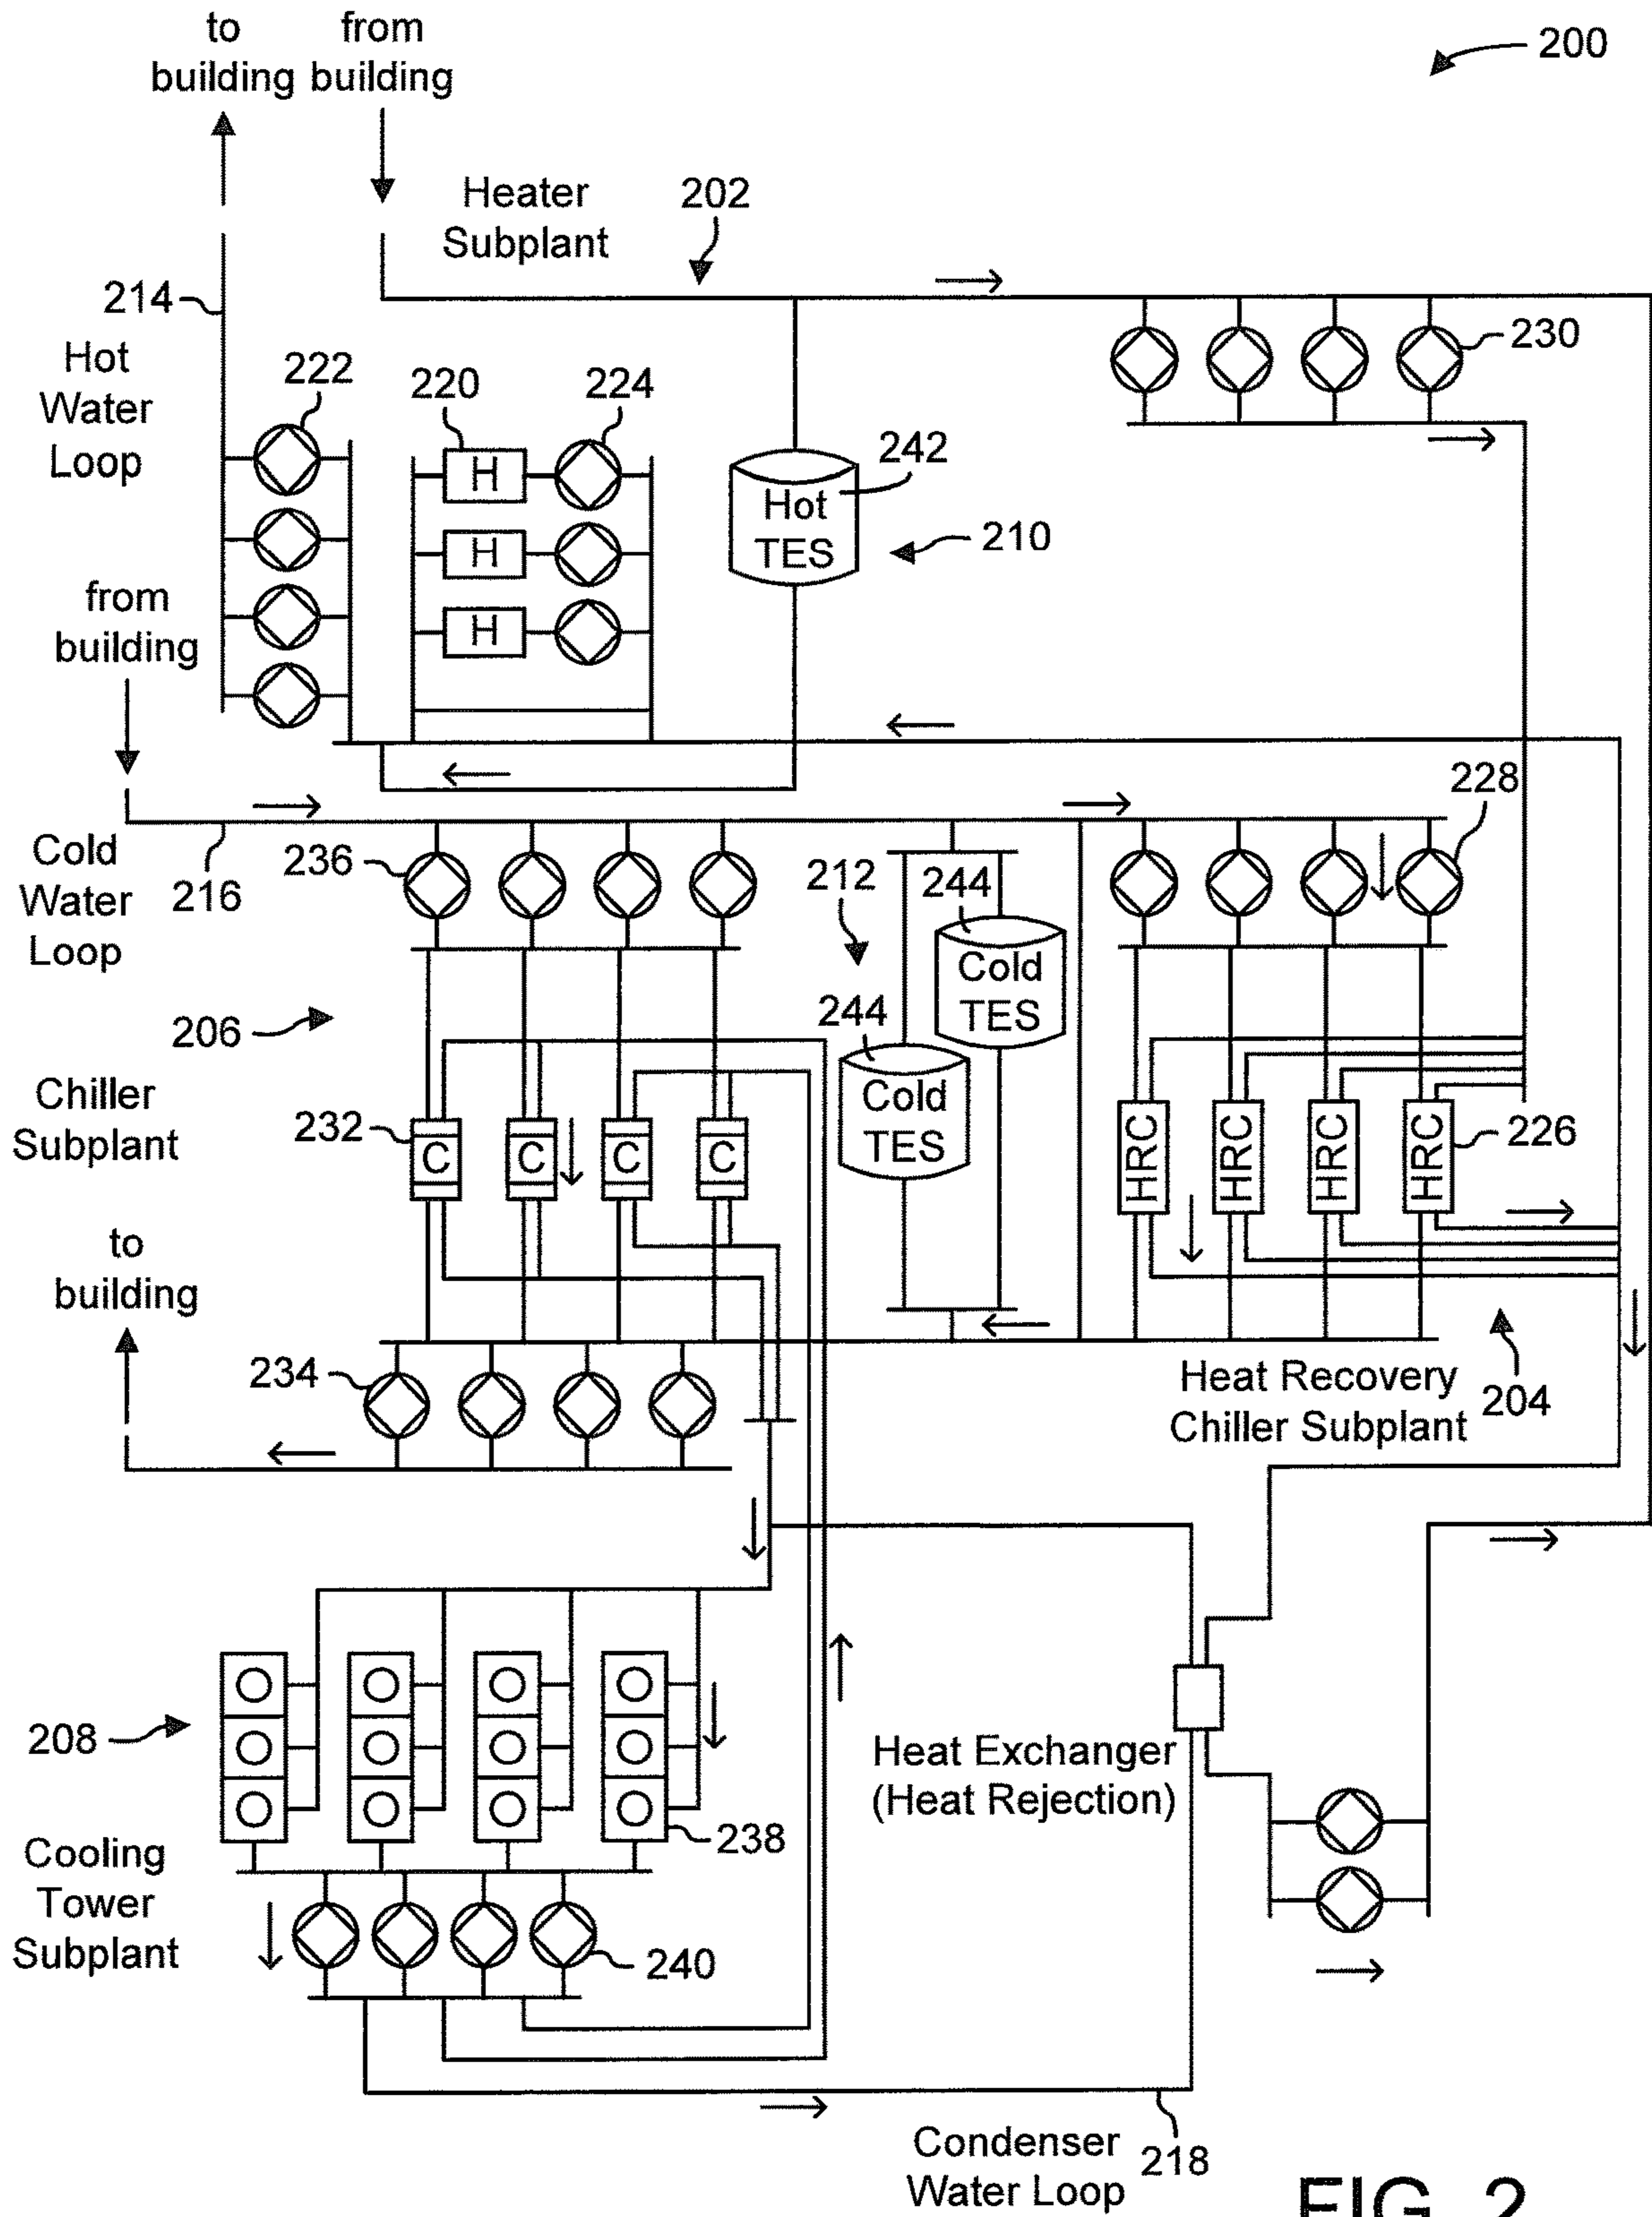 to
building
from
building
200
Heater
Subplant
202
214
Hot
Water
Loop
222
220
224
H
H
H
230
Hot
TES
242
210
from
building
228
Cold
Water
Loop
216
236
212
244
Cold
TES
244
Cold
TES
206
Chiller
Subplant
232
C
C
C
C
HRC
HRC
HRC
HRC
226
to
building
234
Heat Recovery
Chiller Subplant
204
208
Heat Exchanger
(Heat Rejection)
238
Cooling
Tower
Subplant
240
Condenser
Water Loop
218
FIG. 2